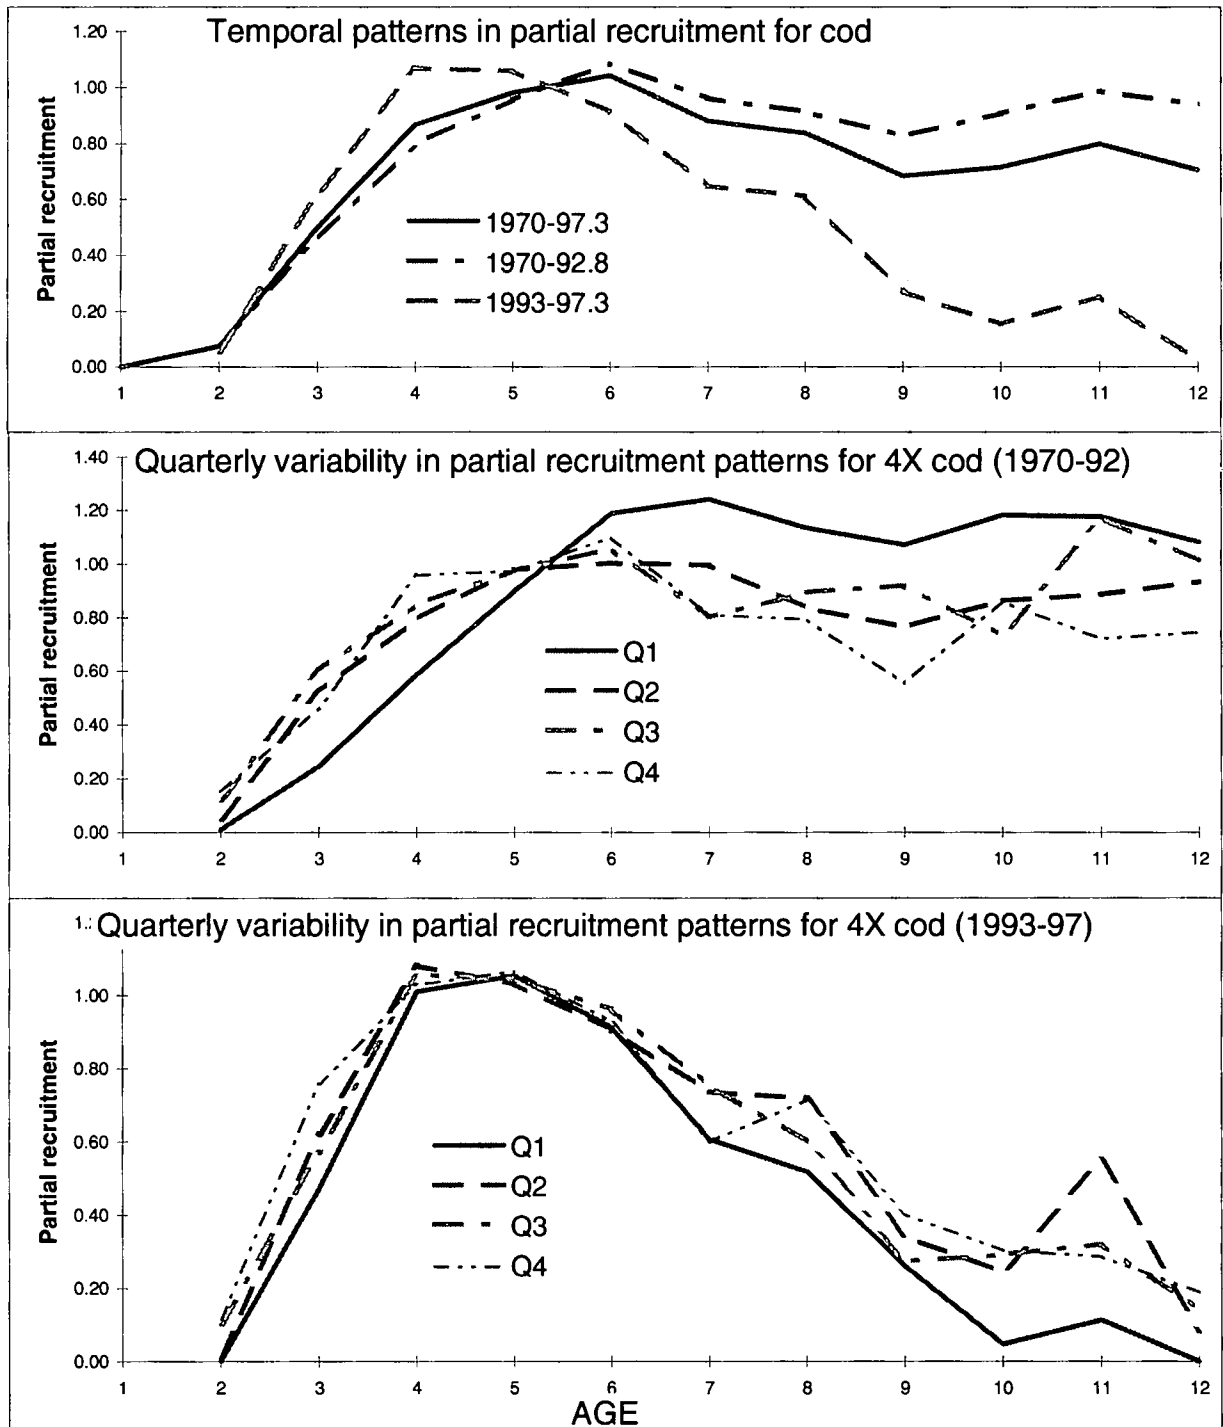 Temporal patterns in partial recruitment for cod
Partial recruitment
1.20
1.00
0.80
0.60
0.40
0.20
0.00
1970-97.3
1970-92.8
1993-97.3
1 2 3 4 5 6 7 8 9 10 11 12
Quarterly variability in partial recruitment patterns for 4X cod (1970-92)
Partial recruitment
1.40
1.20
1.00
0.80
0.60
0.40
0.20
0.00
Q1
Q2
Q3
Q4
1 2 3 4 5 6 7 8 9 10 11 12
Quarterly variability in partial recruitment patterns for 4X cod (1993-97)
Partial recruitment
1.00
0.80
0.60
0.40
0.20
0.00
Q1
Q2
Q3
Q4
1 2 3 4 5 6 7 8 9 10 11 12
AGE